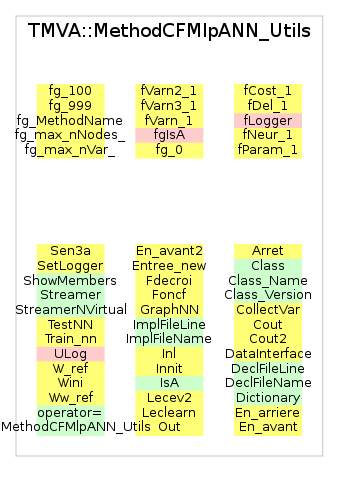 TMVA::MethodCFMlpANN_Utils
fg_100 fVarn2_1 fCost_1
fg_999 fVarn3_1 fDel_1
fg_MethodName fVarn_1 fLogger
fg_max_nNodes_ fgIsA fNeur_1
fg_max_nVar_ fg_0 fParam_1
Sen3a En_avant2 Arret
SetLogger Entree_new Class
ShowMembers Fdecroi Class_Name
Streamer Foncf Class_Version
StreamerNVirtual GraphNN CollectVar
TestNN ImplFileLine Cout
Train_nn ImplFileName Cout2
ULog Inl DataInterface
W_ref Innit DeclFileLine
Wini IsA DeclFileName
Ww_ref Lecev2 Dictionary
operator= Leclearn En_arriere
MethodCFMlpANN_Utils Out En_avant